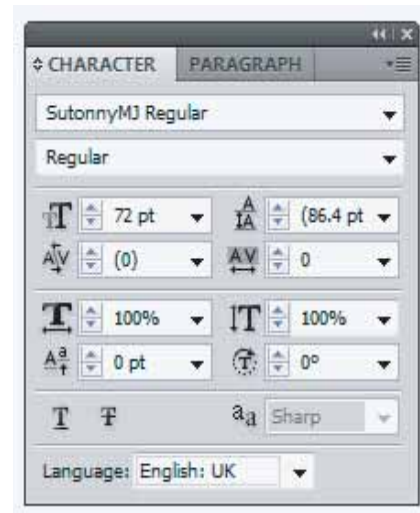 CHARACTER PARAGRAPH
SutonnyMJ Regular
Regular
72 pt (86.4 pt
(0) 0
100% 100%
0 pt 0°
Sharp
Language: English: UK